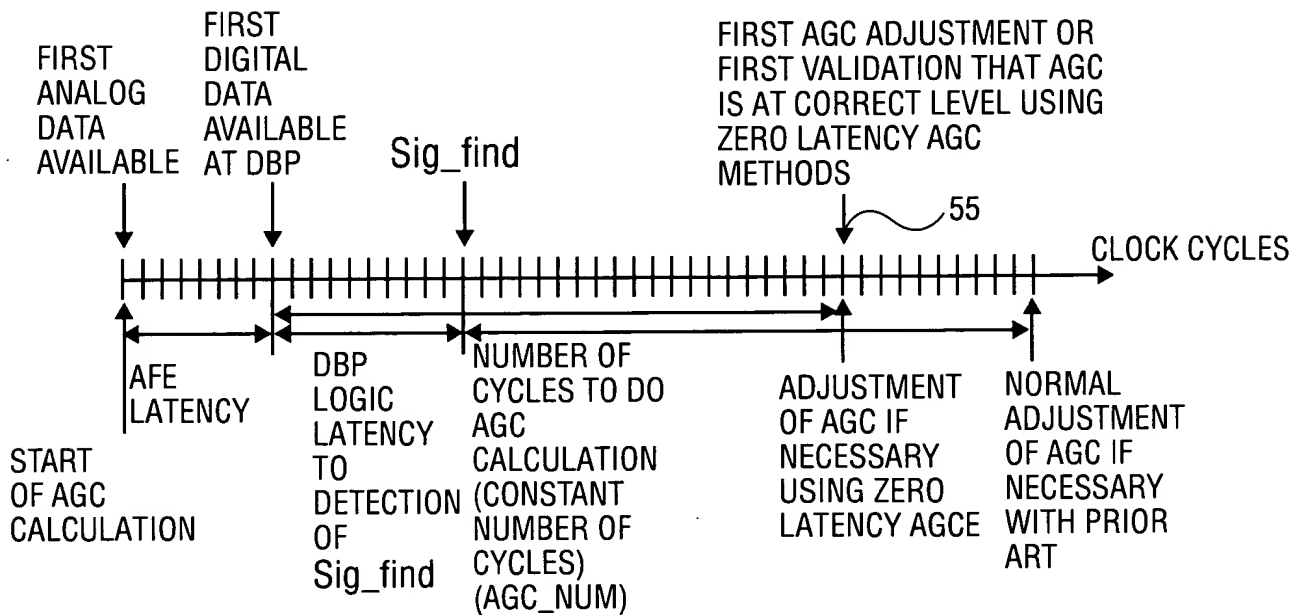 FIRST
ANALOG
DATA
AVAILABLE
FIRST
DIGITAL
DATA
AVAILABLE
AT DBP
Sig_find
FIRST AGC ADJUSTMENT OR
FIRST VALIDATION THAT AGC
IS AT CORRECT LEVEL USING
ZERO LATENCY AGC
METHODS
55
CLOCK CYCLES
START
OF AGC
CALCULATION
AFE
LATENCY
DBP
LOGIC
LATENCY
TO
DETECTION
OF
Sig_find
NUMBER OF
CYCLES TO DO
AGC
CALCULATION
(CONSTANT
NUMBER OF
CYCLES)
(AGC_NUM)
ADJUSTMENT
OF AGC IF
NECESSARY
USING ZERO
LATENCY AGCE
NORMAL
ADJUSTMENT
OF AGC IF
NECESSARY
WITH PRIOR
ART